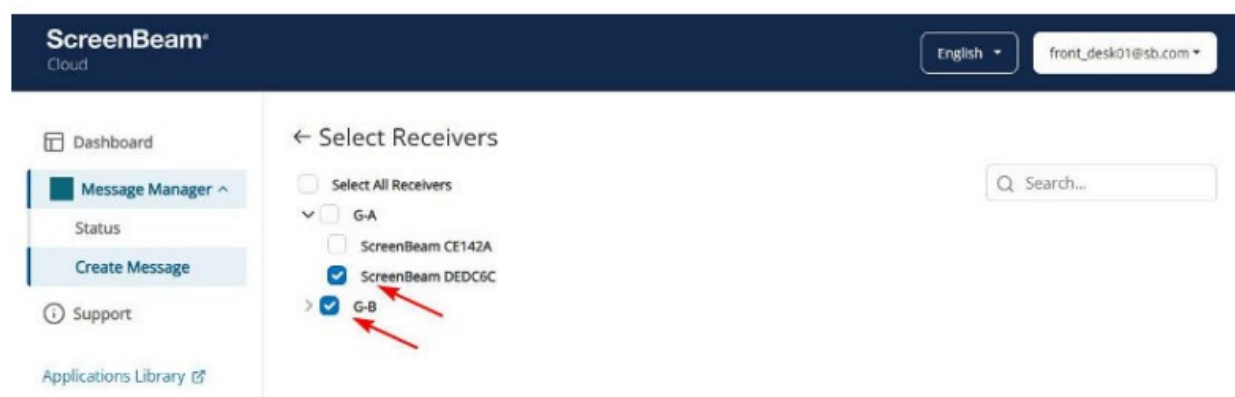 ScreenBeam®
Cloud
English
front_desk01@sb.com
Dashboard
Message Manager
Status
Create Message
Support
Applications Library
← Select Receivers
Search...
Select All Receivers
G-A
ScreenBeam CE142A
ScreenBeam DEDC6C
G-B